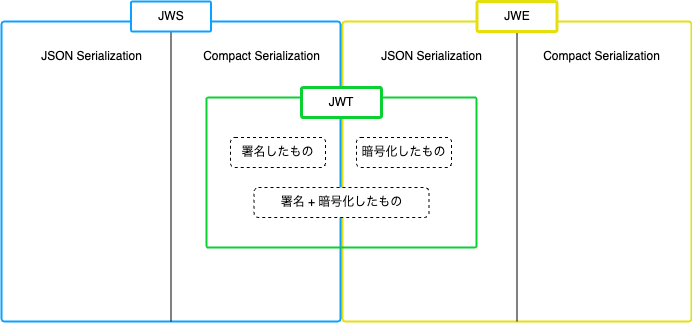 JWS
JWE
JSON Serialization
Compact Serialization
JSON Serialization
Compact Serialization
JWT
署名したもの
暗号化したもの
署名 + 暗号化したもの